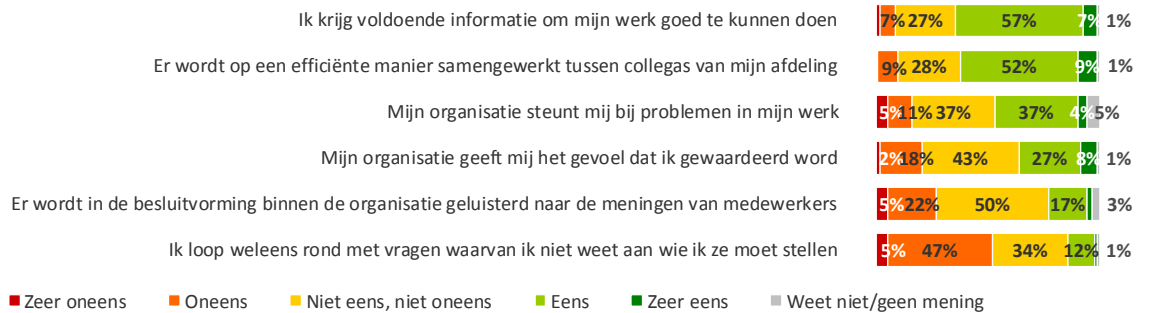 Ik krijg voldoende informatie om mijn werk goed te kunnen doen 7% 27% 57% 7% 1%
Er wordt op een efficiënte manier samengewerkt tussen collegas van mijn afdeling 9% 28% 52% 9% 1%
Mijn organisatie steunt mij bij problemen in mijn werk 5% 11% 37% 37% 4% 5%
Mijn organisatie geeft mij het gevoel dat ik gewaardeerd word 2% 18% 43% 27% 8% 1%
Er wordt in de besluitvorming binnen de organisatie geluisterd naar de meningen van medewerkers 5% 22% 50% 17% 3%
Ik loop weleens rond met vragen waarvan ik niet weet aan wie ik ze moet stellen 5% 47% 34% 12% 1%
Zeer oneens Oneens Niet eens, niet oneens Eens Zeer eens Weet niet/geen mening